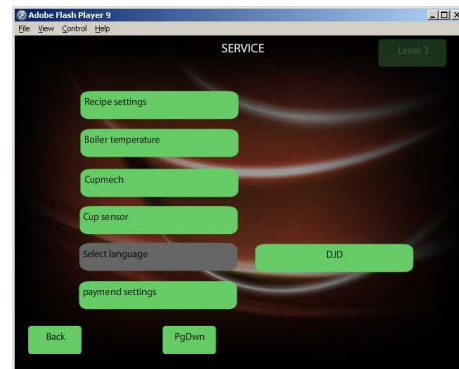 Adobe Flash Player 9
File View Control Help
SERVICE
Level: 3
Recipe settings
Boiler temperature
Cupmech
Cup sensor
Select language
DJD
paymend settings
Back
PgDwn